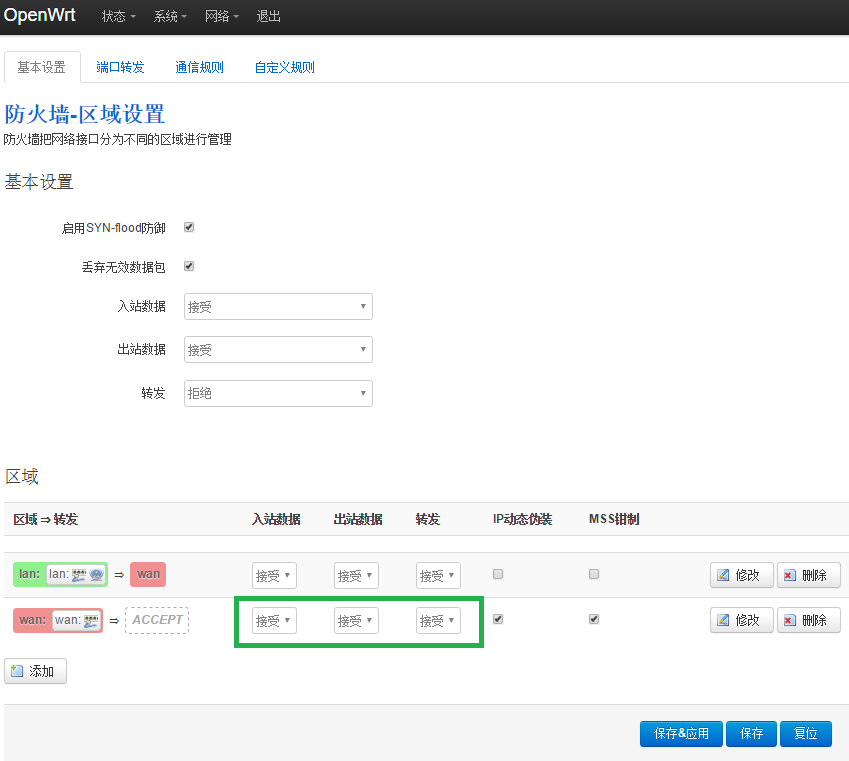 OpenWrt 状态 系统 网络 退出
基本设置 端口转发 通信规则 自定义规则
防火墙-区域设置
防火墙把网络接口分为不同的区域进行管理
基本设置
启用SYN-flood防御
丢弃无效数据包
入站数据 接受
出站数据 接受
转发 拒绝
区域
区域 ⇒ 转发 入站数据 出站数据 转发 IP动态伪装 MSS钳制
lan: lan: ⇒ wan 接受 接受 接受 修改 删除
wan: wan: ⇒ ACCEPT 接受 接受 接受 修改 删除
添加
保存&应用 保存 复位